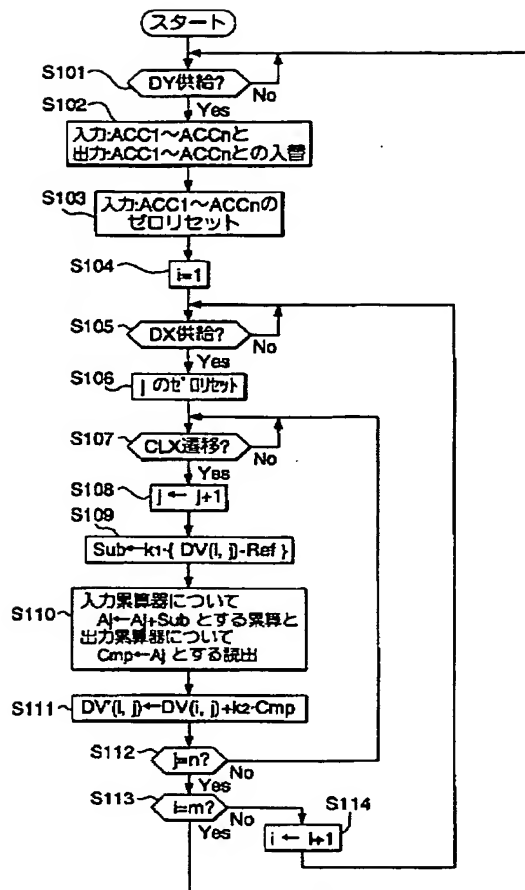 スタート
S101
DY供給?
No
Yes
S102
入力:ACC1～ACCnと
出力:ACC1～ACCnとの入替
S103
入力:ACC1～ACCnの
ゼロリセット
S104
i=1
S105
DX供給?
No
Yes
S106
j のゼロリセット
S107
CLX遷移?
No
Yes
S108
j ← j+1
S109
Sub←k1·{ DV(i, j)-Ref }
S110
入力累算器について
Aj←Aj+Sub とする累算と
出力累算器について
Cmp←Aj とする読出
S111
DV'(i, j)←DV(i, j)+k2·Cmp
S112
j=n?
No
Yes
S113
i=m?
No
Yes
S114
i ← i+1